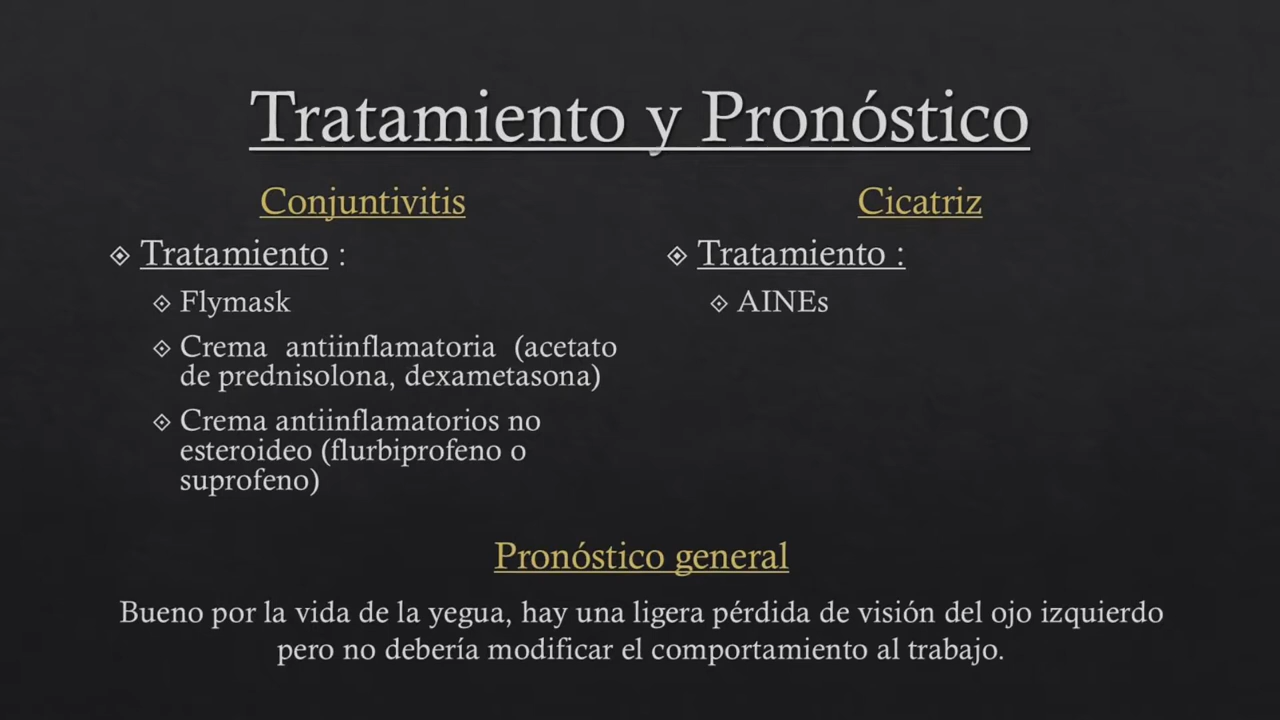 Tratamiento y Pronóstico
Conjuntivitis
Tratamiento :
Flymask
Crema antiinflamatoria (acetato
de prednisolona, dexametasona)
Crema antiinflamatorios no
esteroideo (flurbiprofeno o
suprofeno)
Cicatriz
Tratamiento :
AINEs
Pronóstico general
Bueno por la vida de la yegua, hay una ligera pérdida de visión del ojo izquierdo
pero no debería modificar el comportamiento al trabajo.